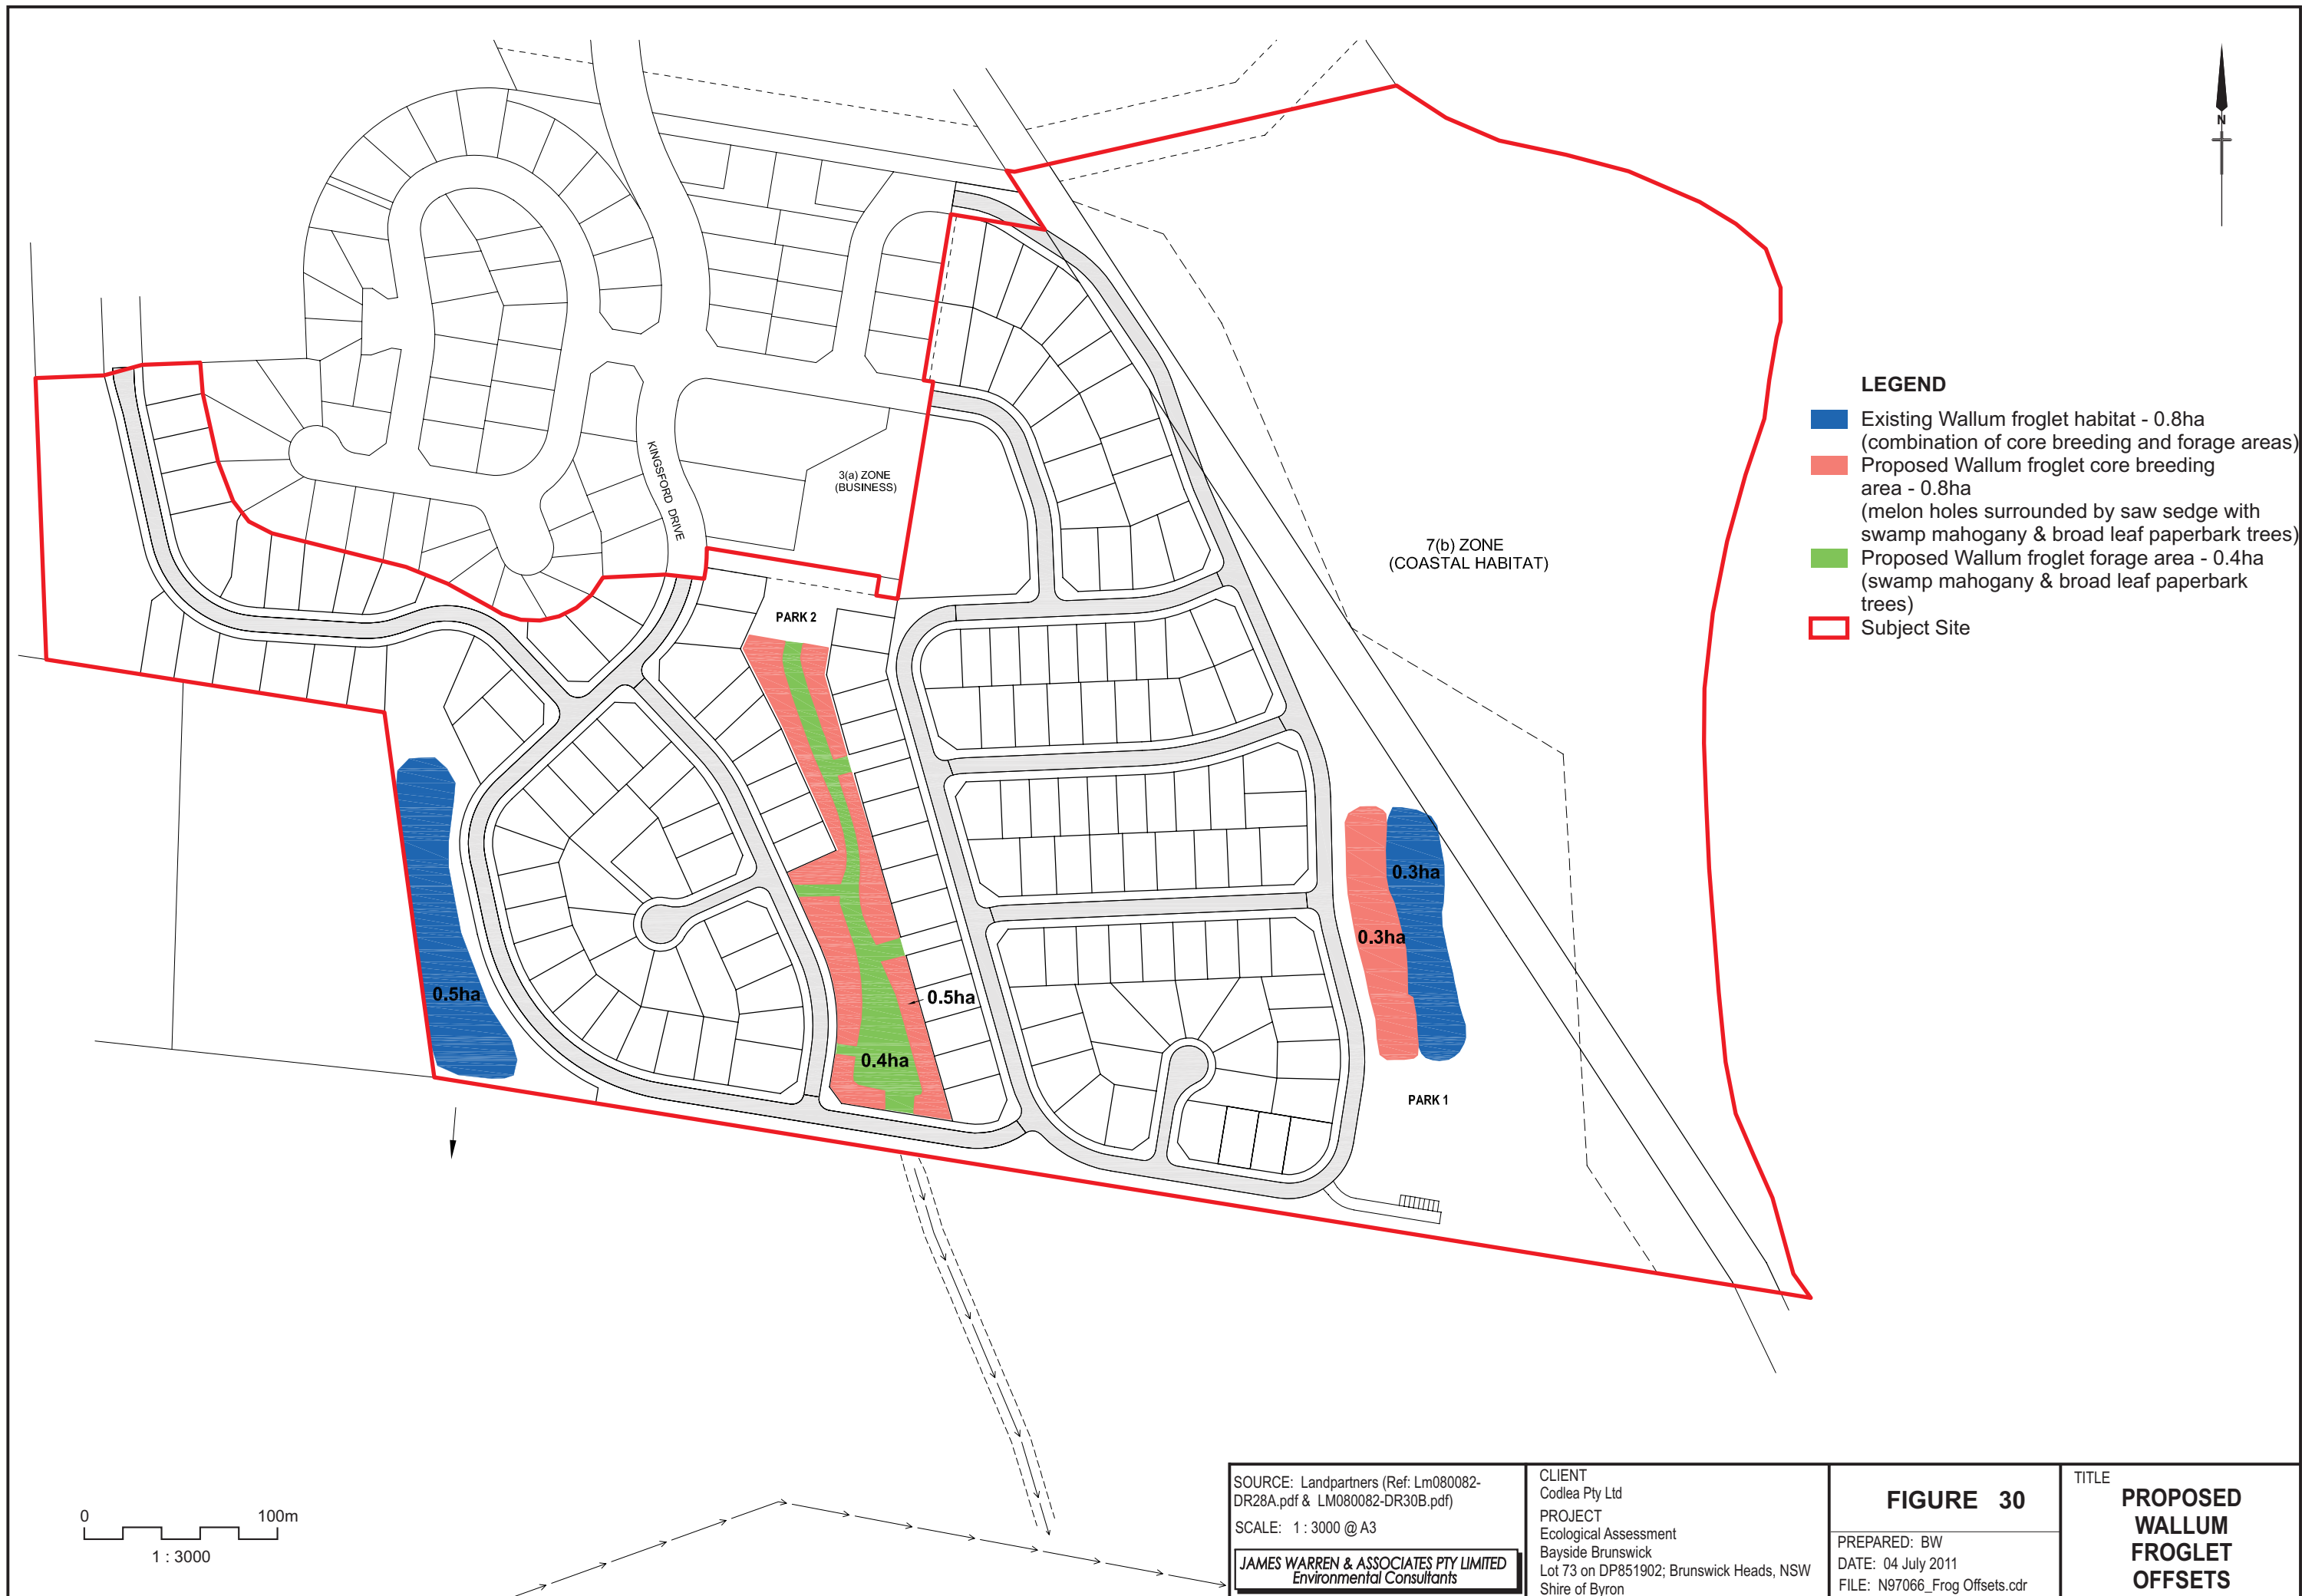 N
LEGEND
Existing Wallum froglet habitat - 0.8ha
(combination of core breeding and forage areas)
Proposed Wallum froglet core breeding
area - 0.8ha
(melon holes surrounded by saw sedge with
swamp mahogany & broad leaf paperbark trees)
Proposed Wallum froglet forage area - 0.4ha
(swamp mahogany & broad leaf paperbark
trees)
Subject Site
KINGSFORD DRIVE
3(a) ZONE
(BUSINESS)
7(b) ZONE
(COASTAL HABITAT)
PARK 2
0.3ha
0.3ha
0.5ha
0.5ha
0.4ha
PARK 1
0 100m
1 : 3000
SOURCE: Landpartners (Ref: Lm080082-
DR28A.pdf & LM080082-DR30B.pdf)
SCALE: 1 : 3000 @ A3
JAMES WARREN & ASSOCIATES PTY LIMITED
Environmental Consultants
CLIENT
Codlea Pty Ltd
PROJECT
Ecological Assessment
Bayside Brunswick
Lot 73 on DP851902; Brunswick Heads, NSW
Shire of Byron
FIGURE 30
PREPARED: BW
DATE: 04 July 2011
FILE: N97066_Frog Offsets.cdr
TITLE
PROPOSED
WALLUM
FROGLET
OFFSETS